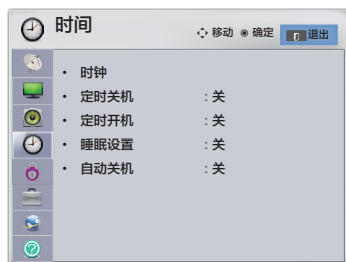 时间
移动 ◉ 确定 退出
• 时钟
• 定时关机 : 关
• 定时开机 : 关
• 睡眠设置 : 关
• 自动关机 : 关